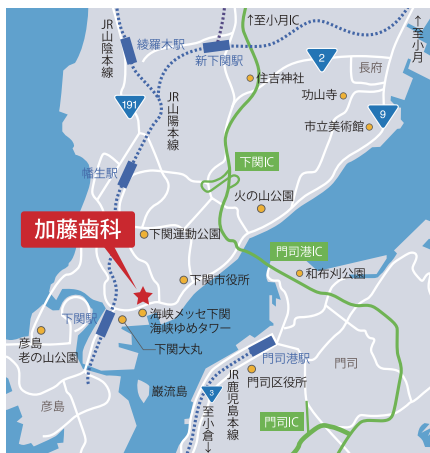 ↑至小月IC
JR山陰本線
綾羅木駅
新下関駅
2
↑至小月
住吉神社
長府
功山寺
191
JR山陽本線
9
市立美術館
下関IC
幡生駅
火の山公園
加藤歯科
下関運動公園
門司港IC
下関市役所
和布刈公園
下関駅
海峡メッセ下関
海峡ゆめタワー
彦島
老の山公園
下関大丸
門司港駅
門司
巌流島
3
JR鹿児島本線
門司区役所
彦島
至小倉↓
門司IC